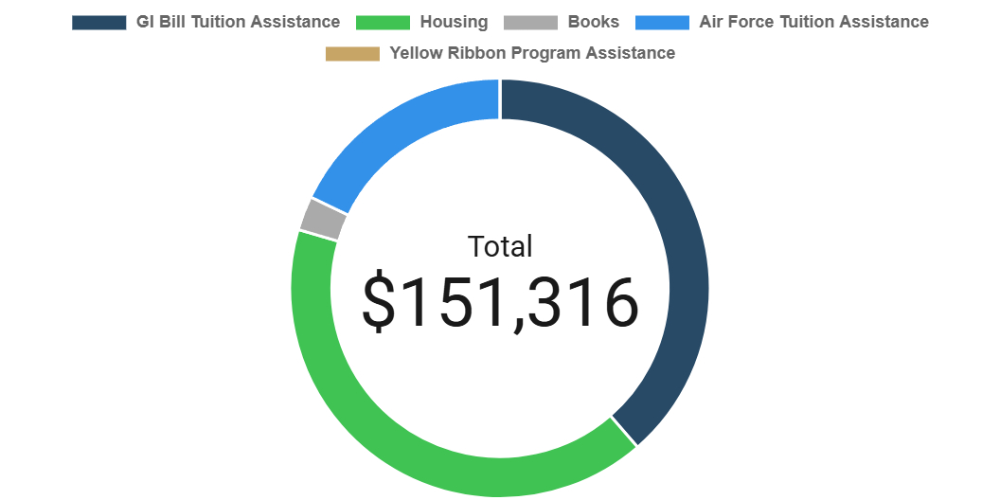 GI Bill Tuition Assistance Housing Books Air Force Tuition Assistance
Yellow Ribbon Program Assistance
Total
$151,316